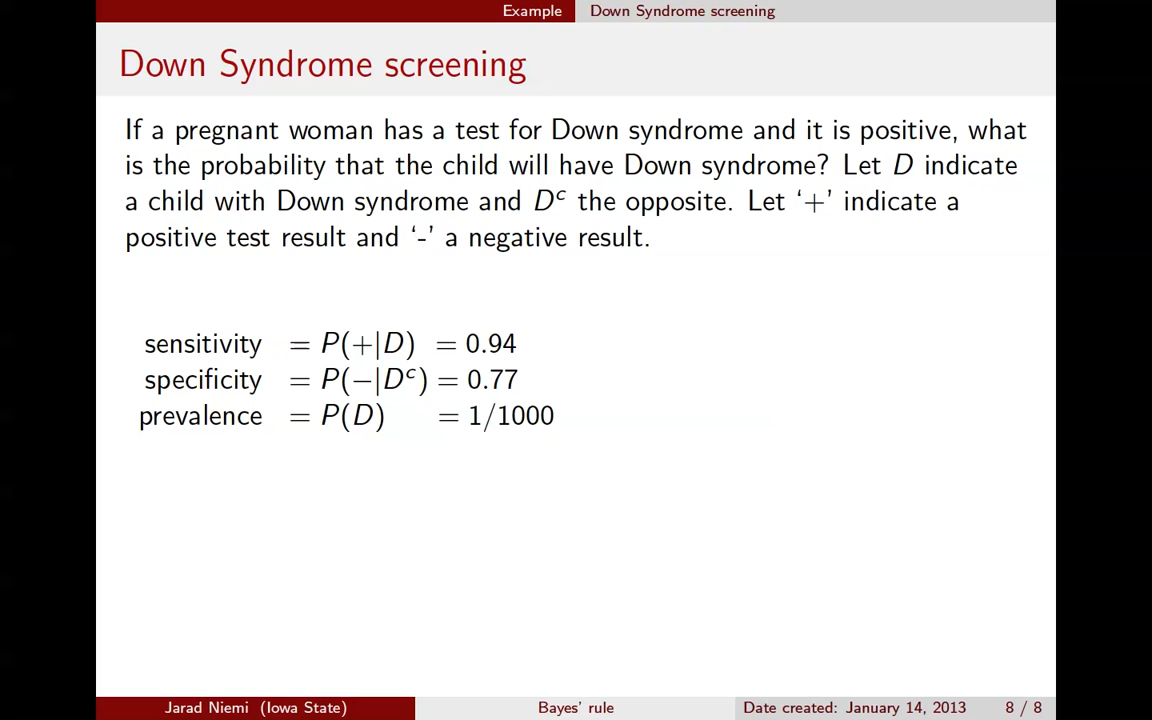 Example Down Syndrome screening
Down Syndrome screening
If a pregnant woman has a test for Down syndrome and it is positive, what
is the probability that the child will have Down syndrome? Let D indicate
a child with Down syndrome and Dᶜ the opposite. Let ‘+’ indicate a
positive test result and ‘-’ a negative result.
sensitivity = P(+|D) = 0.94
specificity = P(−|Dᶜ) = 0.77
prevalence = P(D) = 1/1000
Jarad Niemi (Iowa State) Bayes’ rule Date created: January 14, 2013 8 / 8